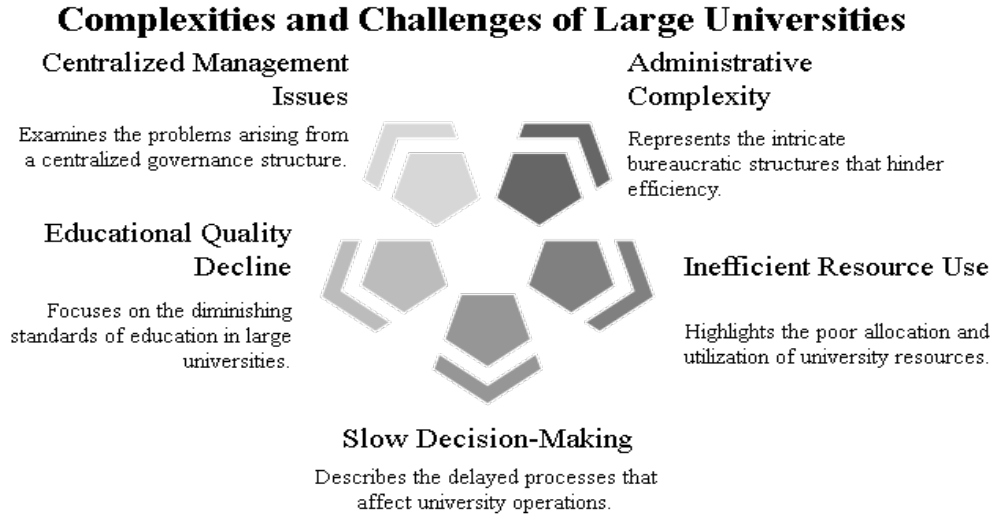 Complexities and Challenges of Large Universities
Centralized Management
Issues
Examines the problems arising from
a centralized governance structure.
Administrative
Complexity
Represents the intricate
bureaucratic structures that hinder
efficiency.
Educational Quality
Decline
Focuses on the diminishing
standards of education in large
universities.
Inefficient Resource Use
Highlights the poor allocation and
utilization of university resources.
Slow Decision-Making
Describes the delayed processes that
affect university operations.